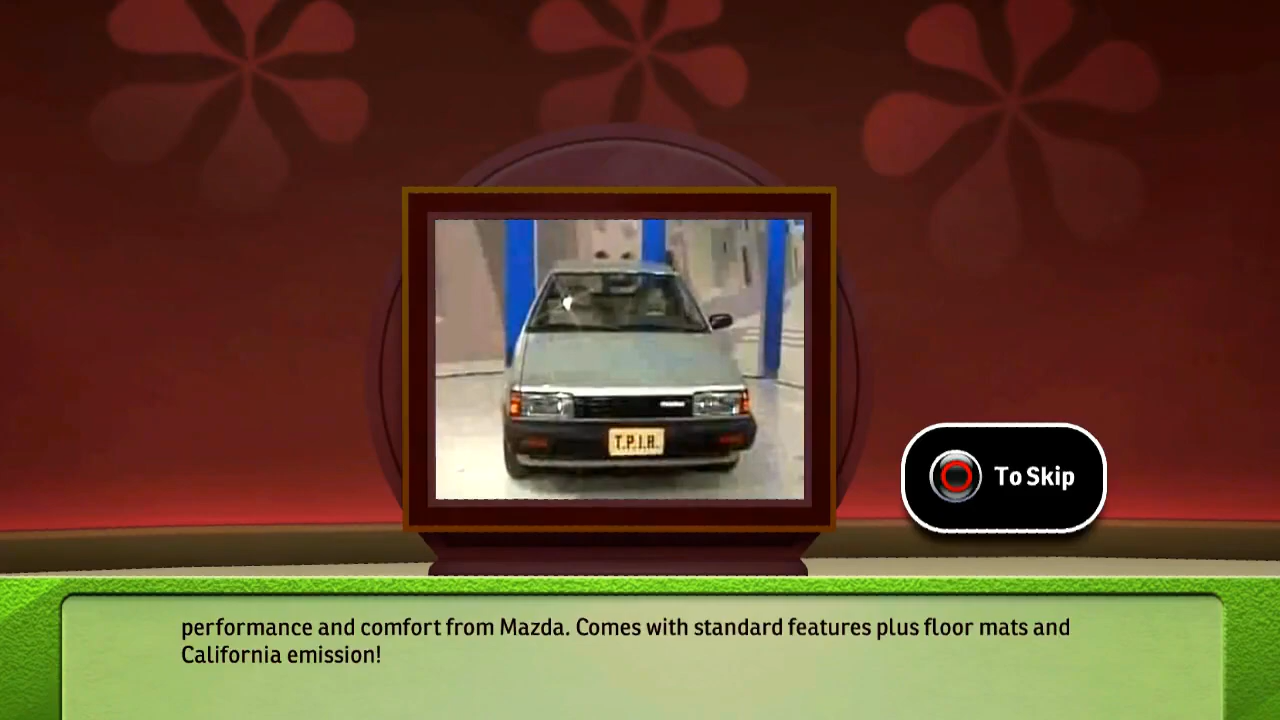 T.P.I.R.
To Skip
performance and comfort from Mazda. Comes with standard features plus floor mats and
California emission!